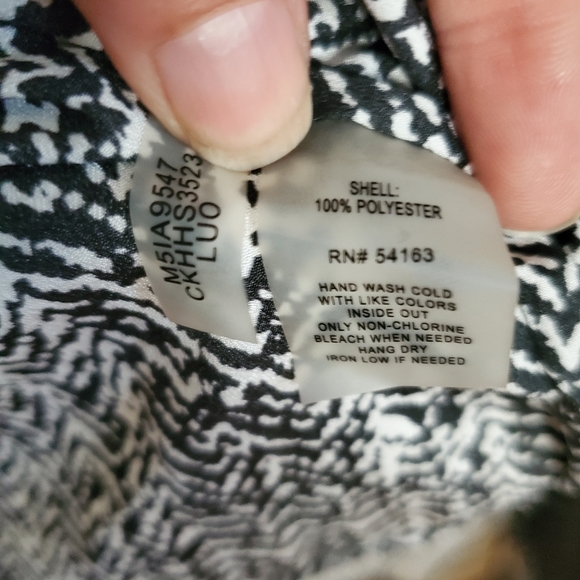 M5IA9547
CKHHS3523
LUO
SHELL:
100% POLYESTER
RN# 54163
HAND WASH COLD
WITH LIKE COLORS
INSIDE OUT
ONLY NON-CHLORINE
BLEACH WHEN NEEDED
HANG DRY
IRON LOW IF NEEDED